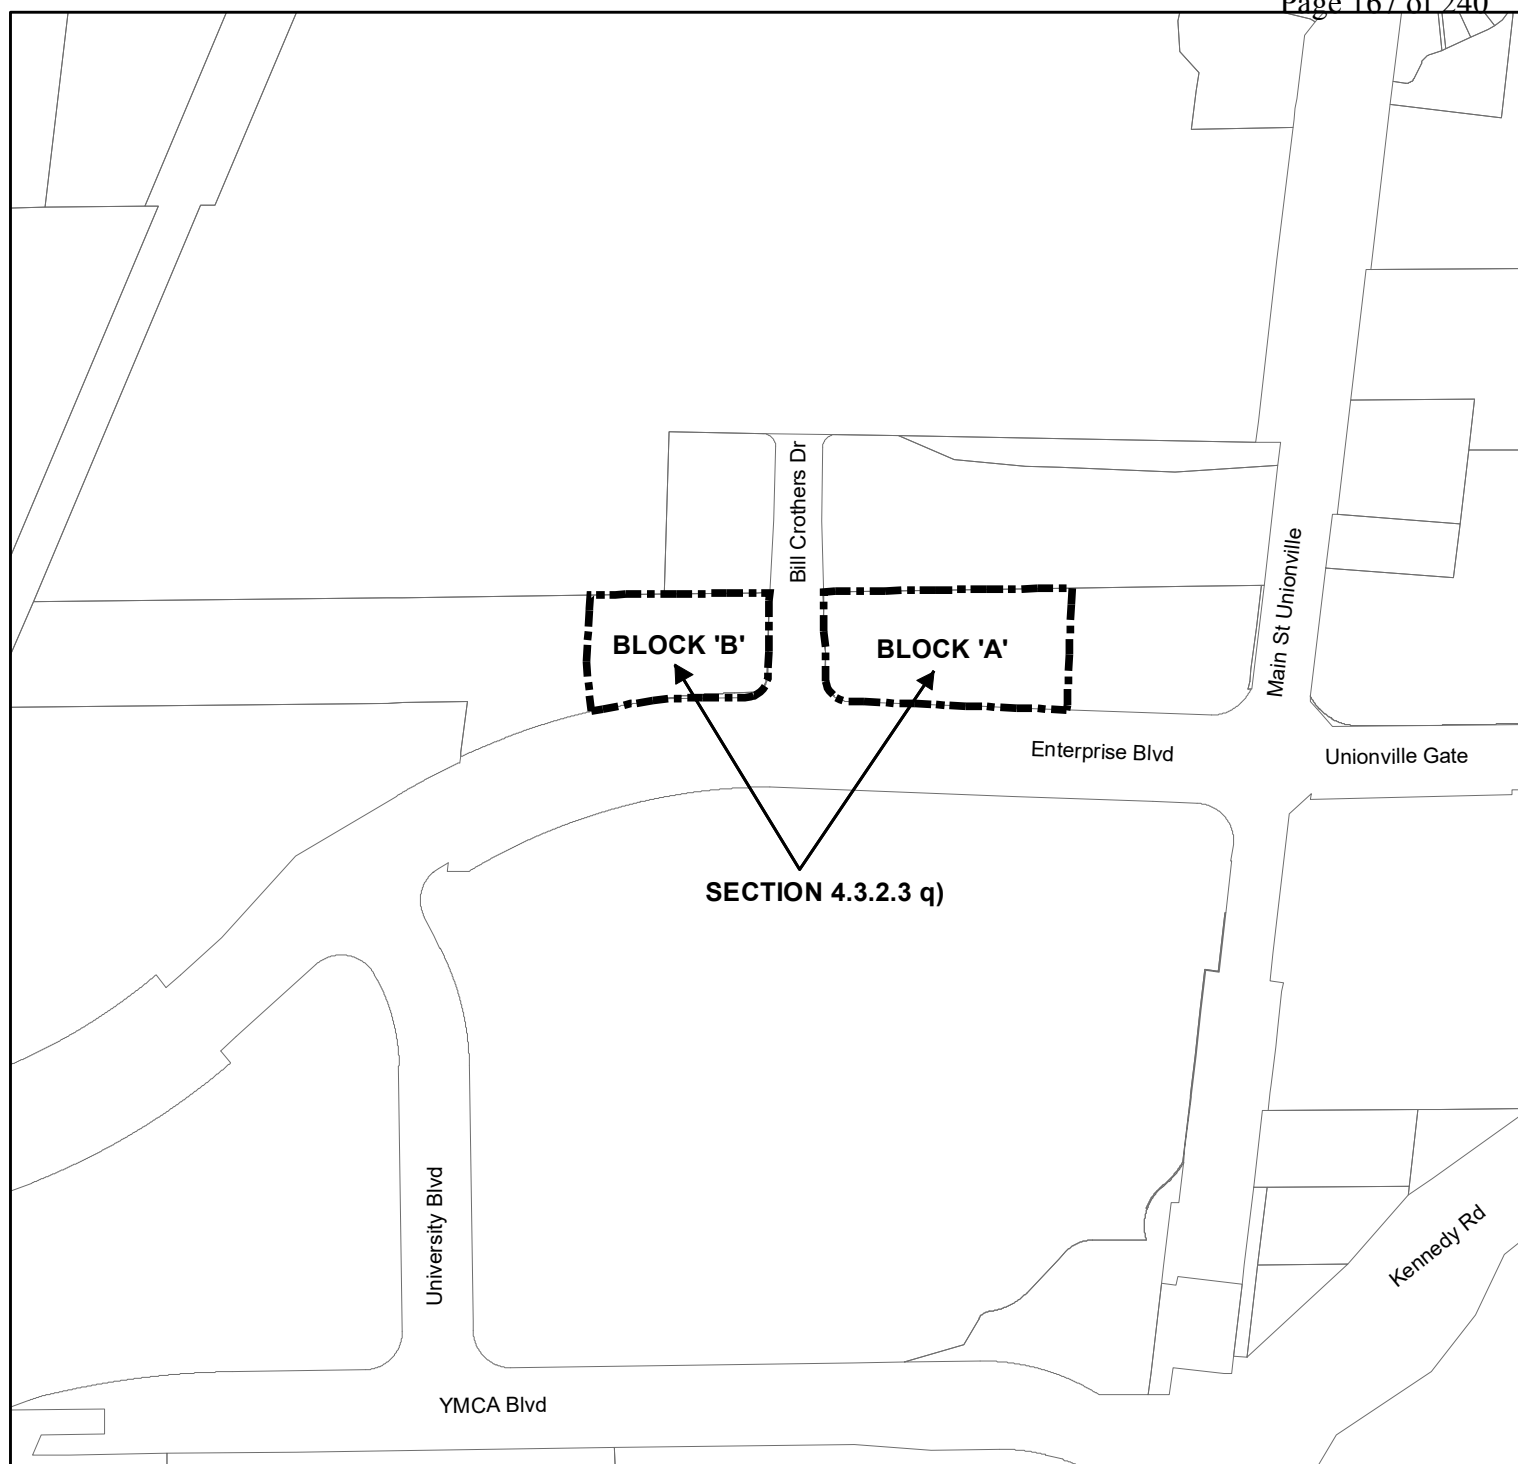 Page 167 of 240
Bill Crothers Dr
Main St Unionville
BLOCK 'B'
BLOCK 'A'
Enterprise Blvd
Unionville Gate
SECTION 4.3.2.3 q)
University Blvd
Kennedy Rd
YMCA Blvd